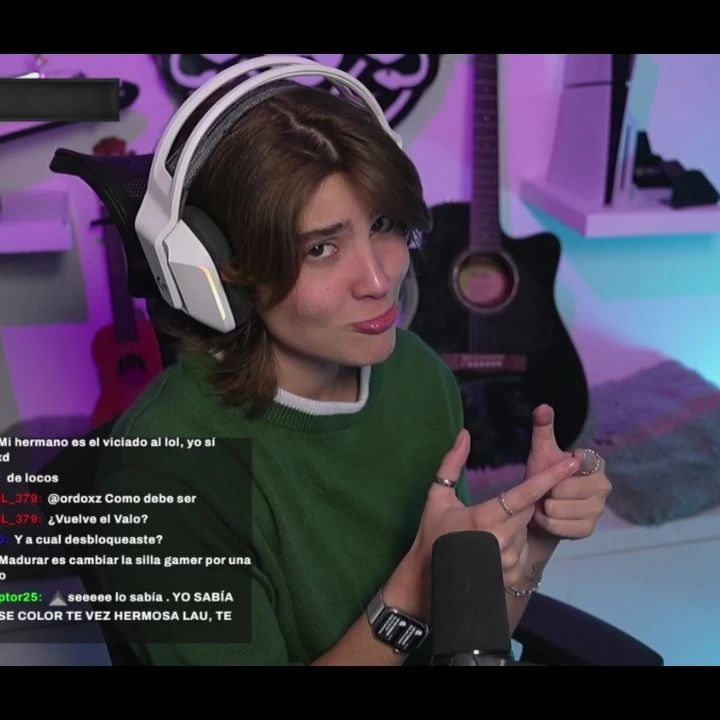 Mi hermano es el viciado al lol, yo sí
xd
de locos
L_379: @ordoxz Como debe ser
L_379: ¿Vuelve el Valo?
Y a cual desbloqueaste?
Madurar es cambiar la silla gamer por una
o
ptor25: seeeee lo sabía . YO SABÍA
SE COLOR TE VEZ HERMOSA LAU, TE